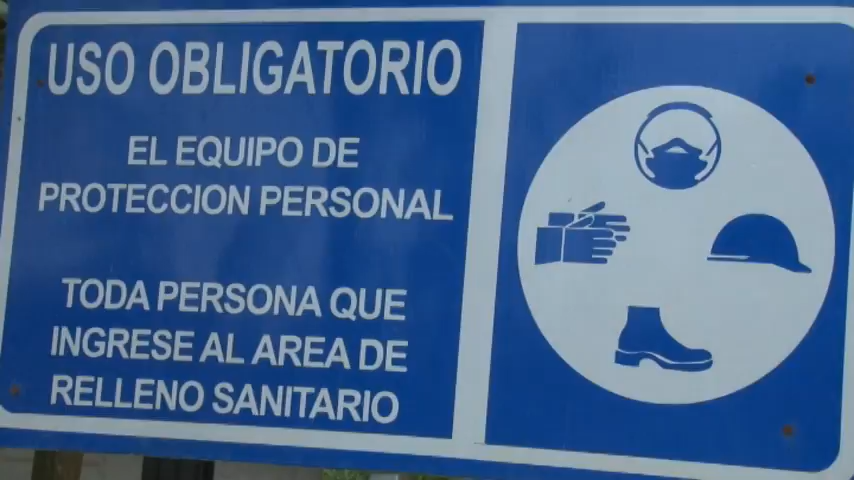 USO OBLIGATORIO
EL EQUIPO DE
PROTECCION PERSONAL
TODA PERSONA QUE
INGRESE AL AREA DE
RELLENO SANITARIO